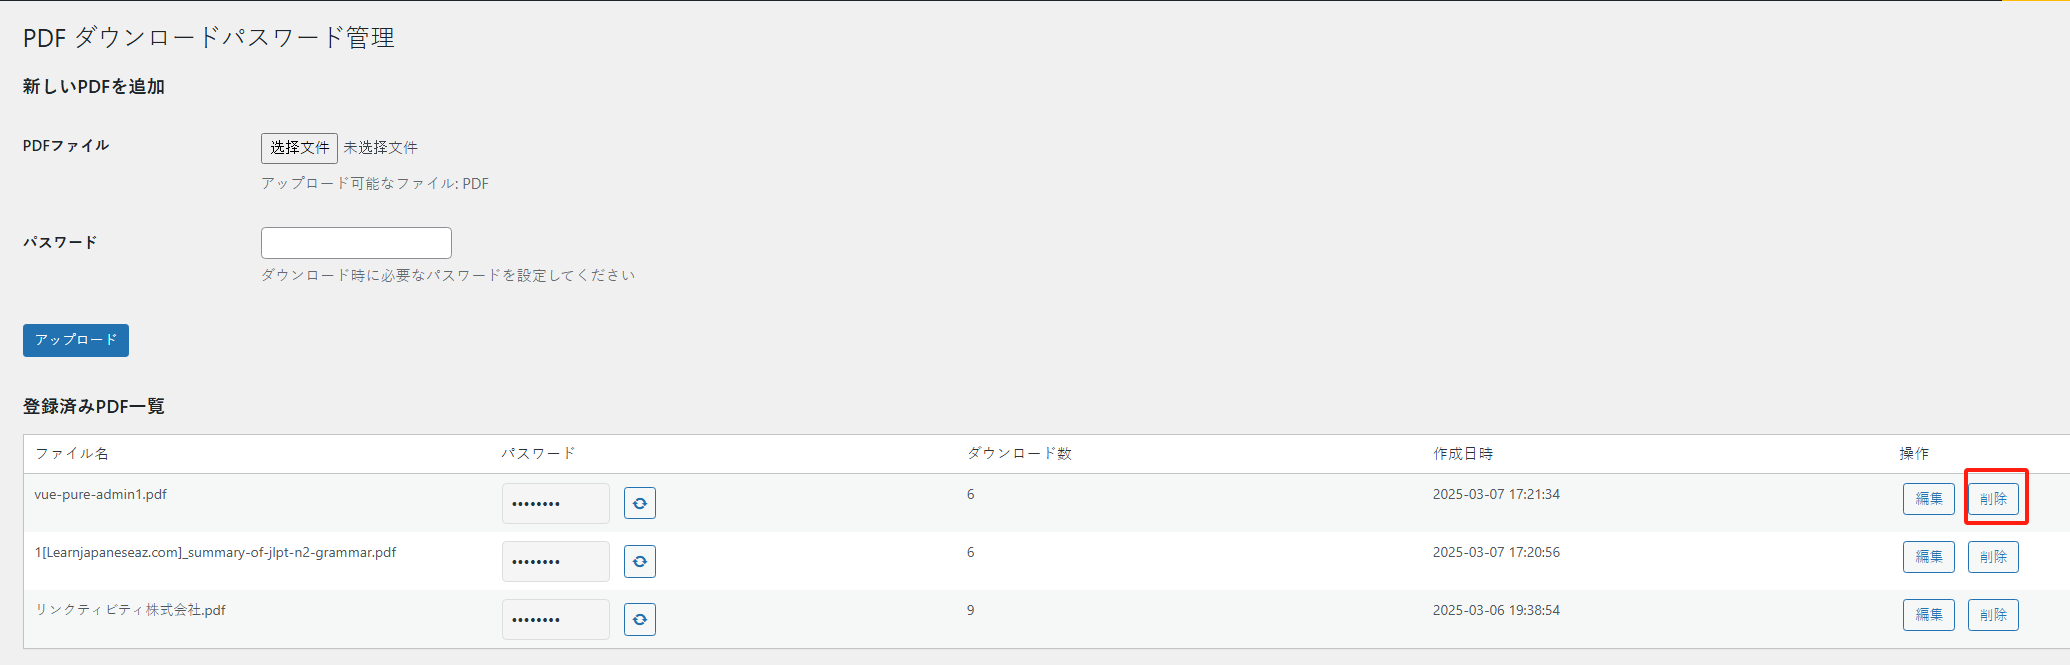 PDF ダウンロードパスワード管理
新しいPDFを追加
PDFファイル 选择文件 未选择文件
アップロード可能なファイル: PDF
パスワード
ダウンロード時に必要なパスワードを設定してください
アップロード
登録済みPDF一覧
ファイル名 パスワード ダウンロード数 作成日時 操作
vue-pure-admin1.pdf •••••••• 6 2025-03-07 17:21:34 編集 削除
1[Learnjapaneseaz.com]_summary-of-jlpt-n2-grammar.pdf •••••••• 6 2025-03-07 17:20:56 編集 削除
リンクティビティ株式会社.pdf •••••••• 9 2025-03-06 19:38:54 編集 削除